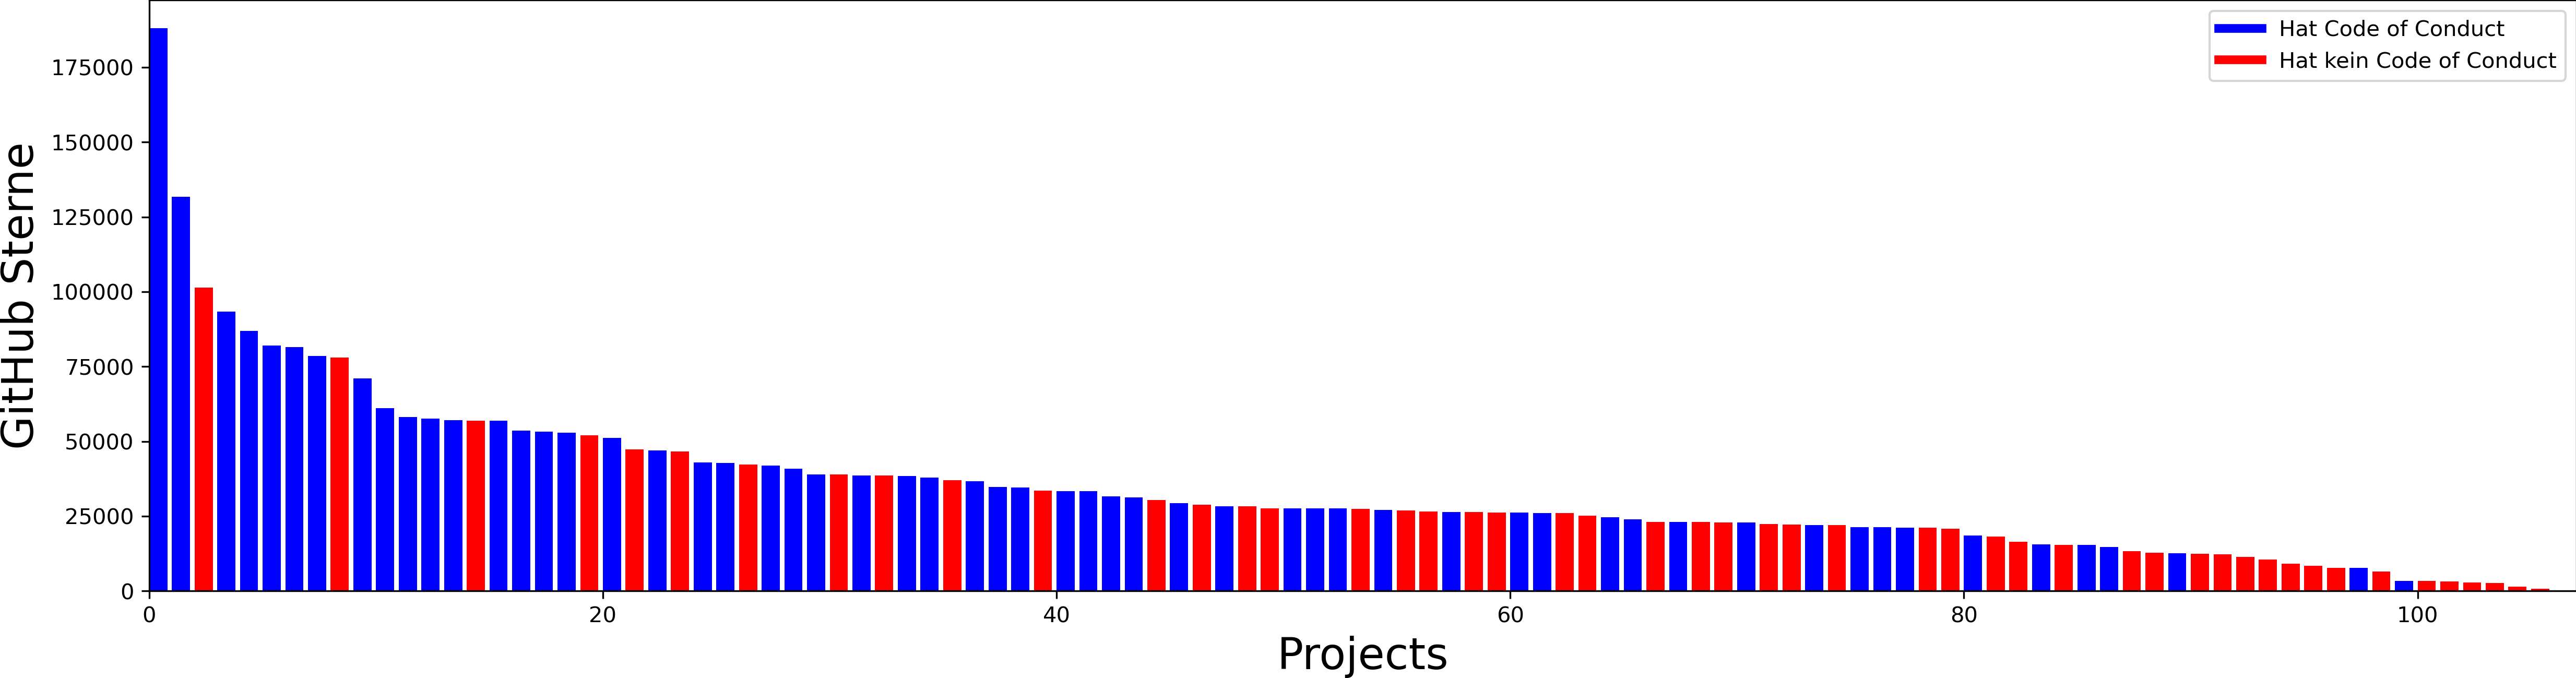 GitHub Sterne
175000
150000
125000
100000
75000
50000
25000
0
Hat Code of Conduct
Hat kein Code of Conduct
0 20 40 60 80 100
Projects